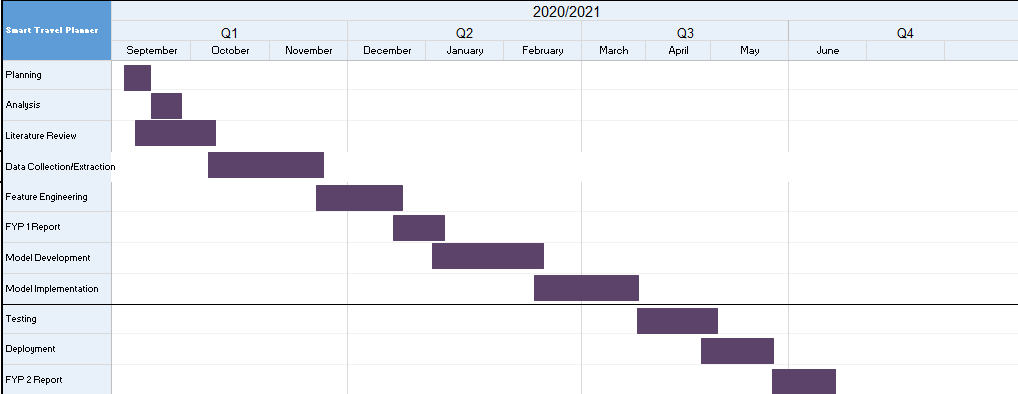 2020/2021
Smart Travel Planner
Q1 Q2 Q3 Q4
September October November December January February March April May June
Planning
Analysis
Literature Review
Data Collection/Extraction
Feature Engineering
FYP 1 Report
Model Development
Model Implementation
Testing
Deployment
FYP 2 Report